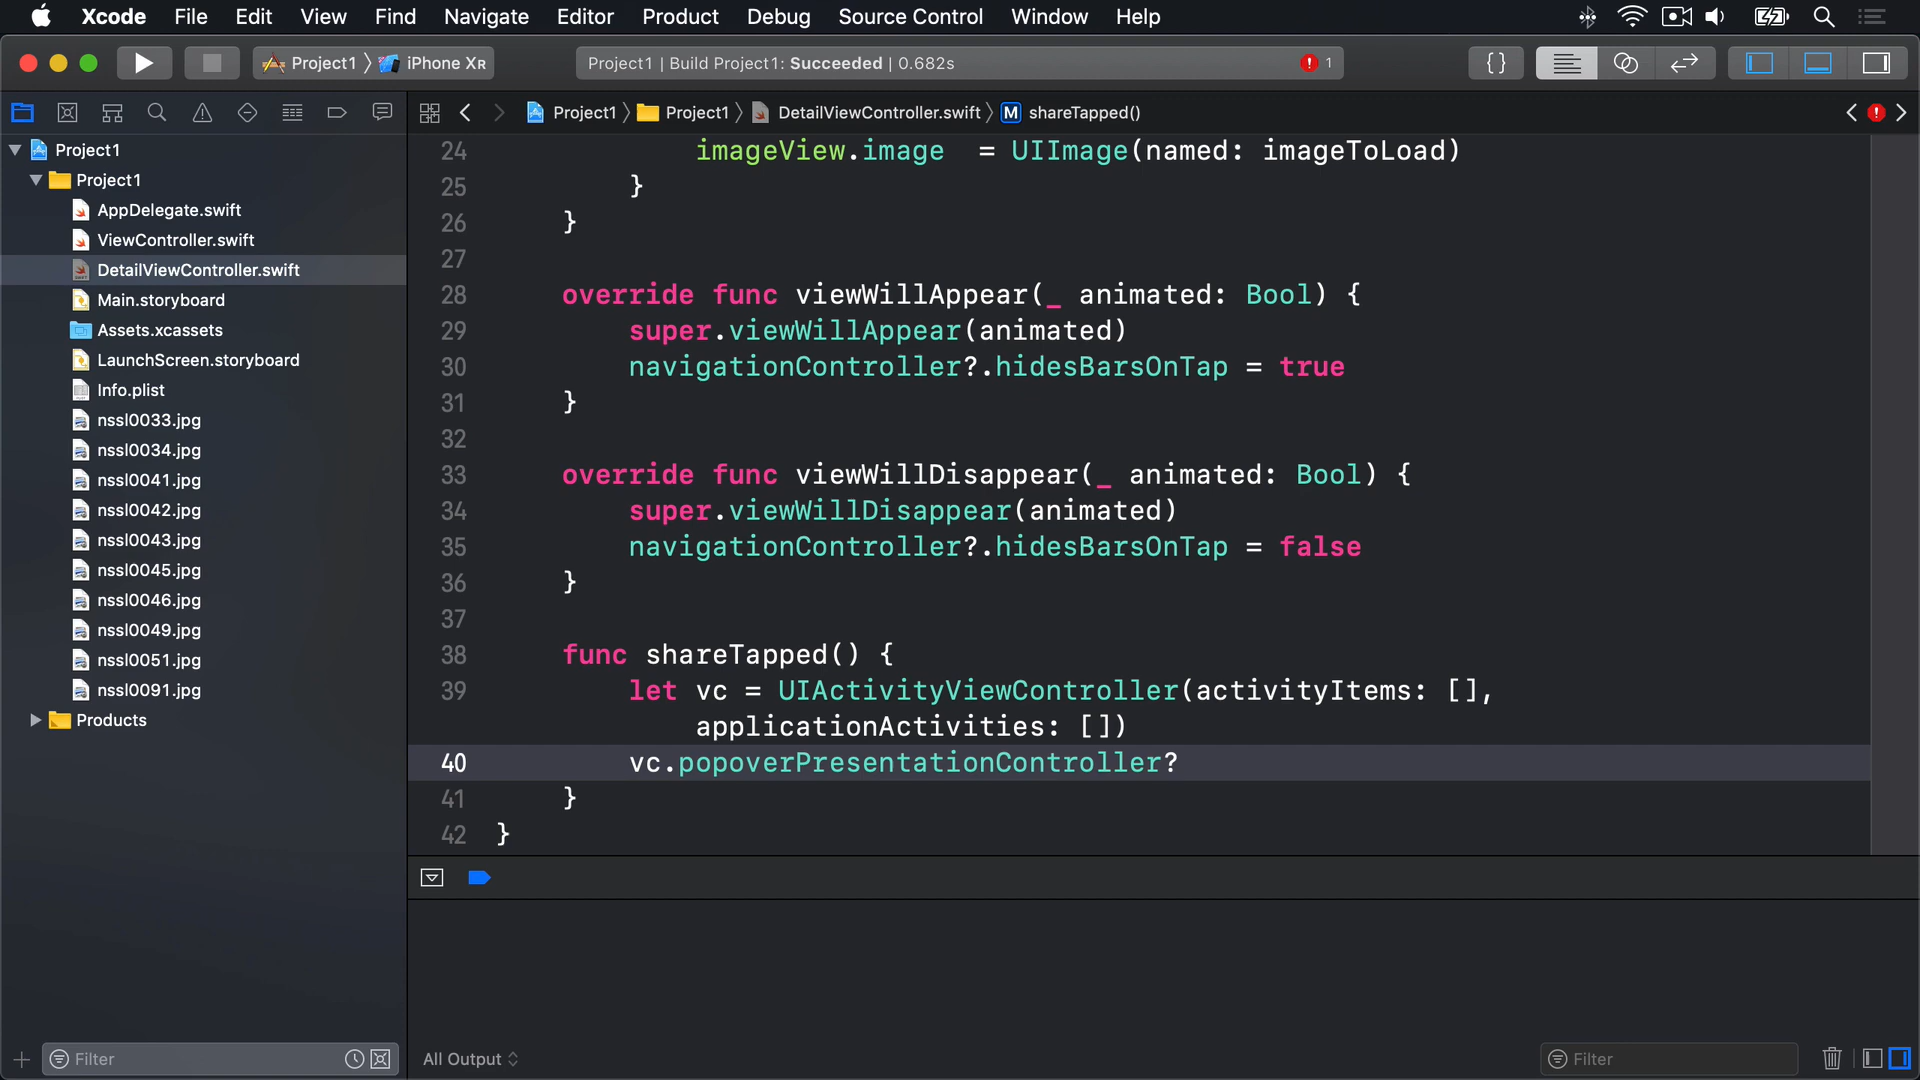 Xcode File Edit View Find Navigate Editor Product Debug Source Control Window Help
Project1 iPhone XR
Project1 | Build Project1: Succeeded | 0.682s
1
Project1 Project1 DetailViewController.swift M shareTapped()
Project1
Project1
AppDelegate.swift
ViewController.swift
DetailViewController.swift
Main.storyboard
Assets.xcassets
LaunchScreen.storyboard
Info.plist
nssl0033.jpg
nssl0034.jpg
nssl0041.jpg
nssl0042.jpg
nssl0043.jpg
nssl0045.jpg
nssl0046.jpg
nssl0049.jpg
nssl0051.jpg
nssl0091.jpg
Products
24 imageView.image = UIImage(named: imageToLoad)
25 }
26 }
27
28 override func viewWillAppear(_ animated: Bool) {
29 super.viewWillAppear(animated)
30 navigationController?.hidesBarsOnTap = true
31 }
32
33 override func viewWillDisappear(_ animated: Bool) {
34 super.viewWillDisappear(animated)
35 navigationController?.hidesBarsOnTap = false
36 }
37
38 func shareTapped() {
39 let vc = UIActivityViewController(activityItems: [],
applicationActivities: [])
40 vc.popoverPresentationController?
41 }
42 }
Filter
All Output
Filter